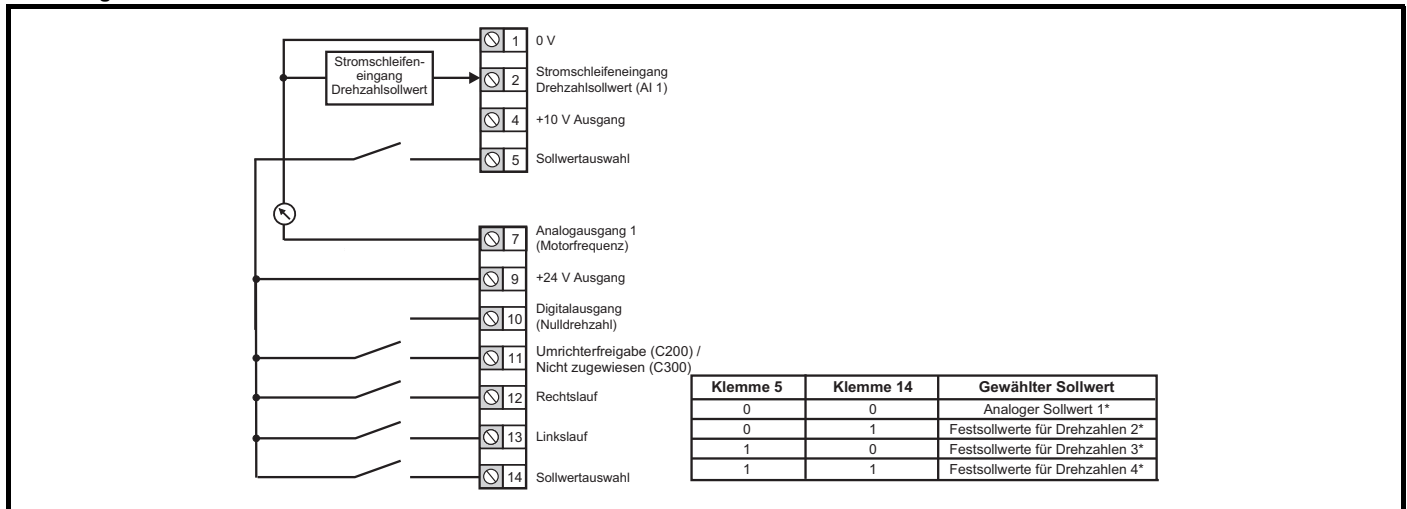 1 0 V
Stromschleifen-
eingang
Drehzahlsollwert
2 Stromschleifeneingang
Drehzahlsollwert (AI 1)
4 +10 V Ausgang
5 Sollwertauswahl
7 Analogausgang 1
(Motorfrequenz)
9 +24 V Ausgang
10 Digitalausgang
(Nulldrehzahl)
11 Umrichterfreigabe (C200) /
Nicht zugewiesen (C300)
12 Rechtslauf
13 Linkslauf
14 Sollwertauswahl
Klemme 5 Klemme 14 Gewählter Sollwert
0 0 Analoger Sollwert 1*
0 1 Festsollwerte für Drehzahlen 2*
1 0 Festsollwerte für Drehzahlen 3*
1 1 Festsollwerte für Drehzahlen 4*